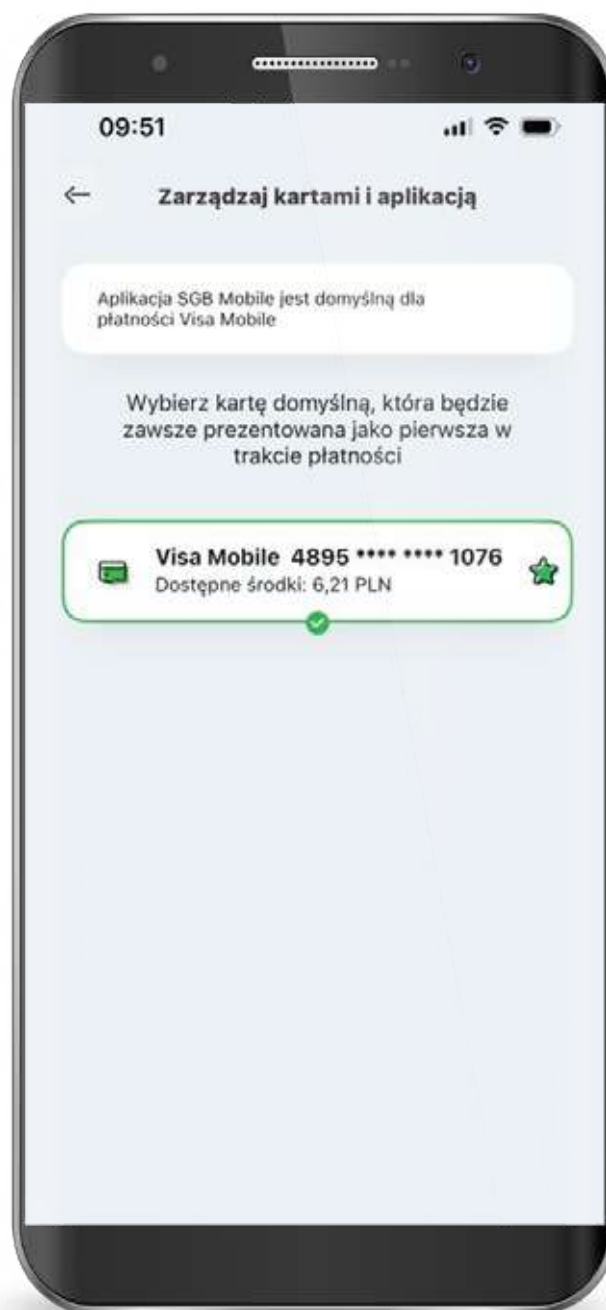 09:51
Zarządzaj kartami i aplikacją
Aplikacja SGB Mobile jest domyślną dla
płatności Visa Mobile
Wybierz kartę domyślną, która będzie
zawsze prezentowana jako pierwsza w
trakcie płatności
Visa Mobile 4895 **** **** 1076
Dostępne środki: 6,21 PLN